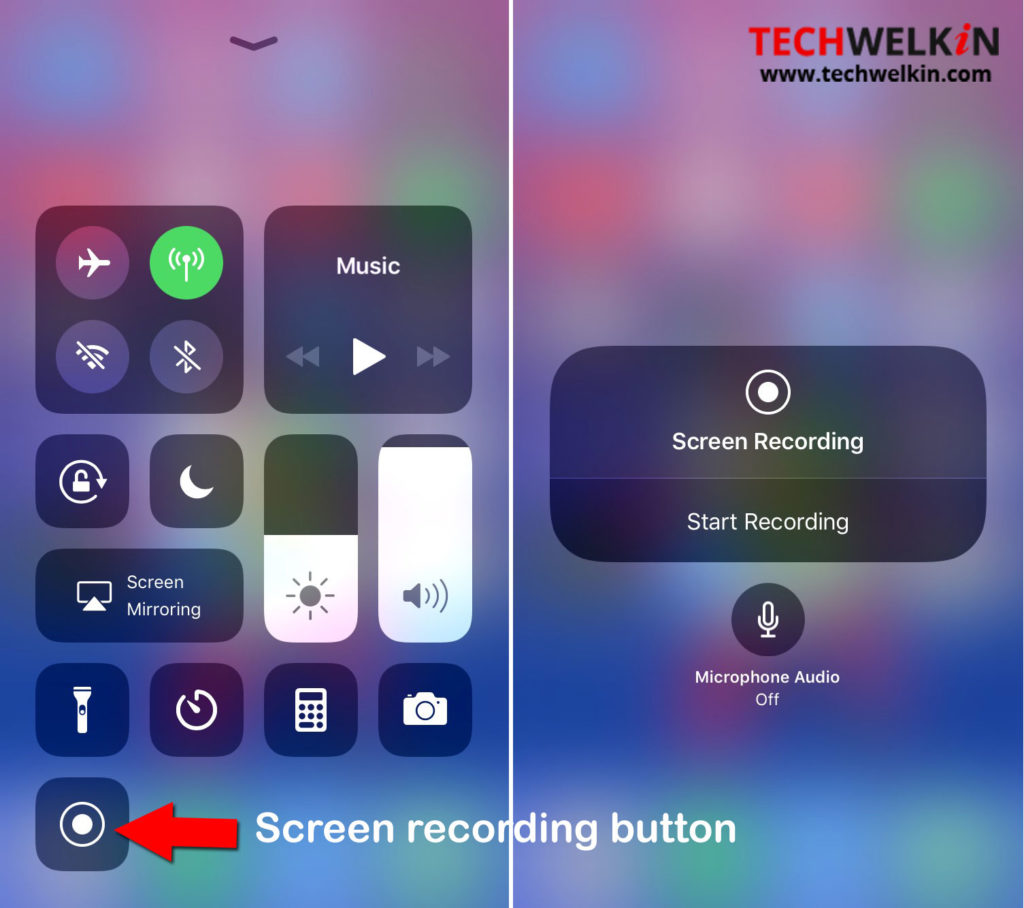 Music
Screen
Mirroring
Screen recording button
TECHWELKiN
www.techwelkin.com
Screen Recording
Start Recording
Microphone Audio
Off